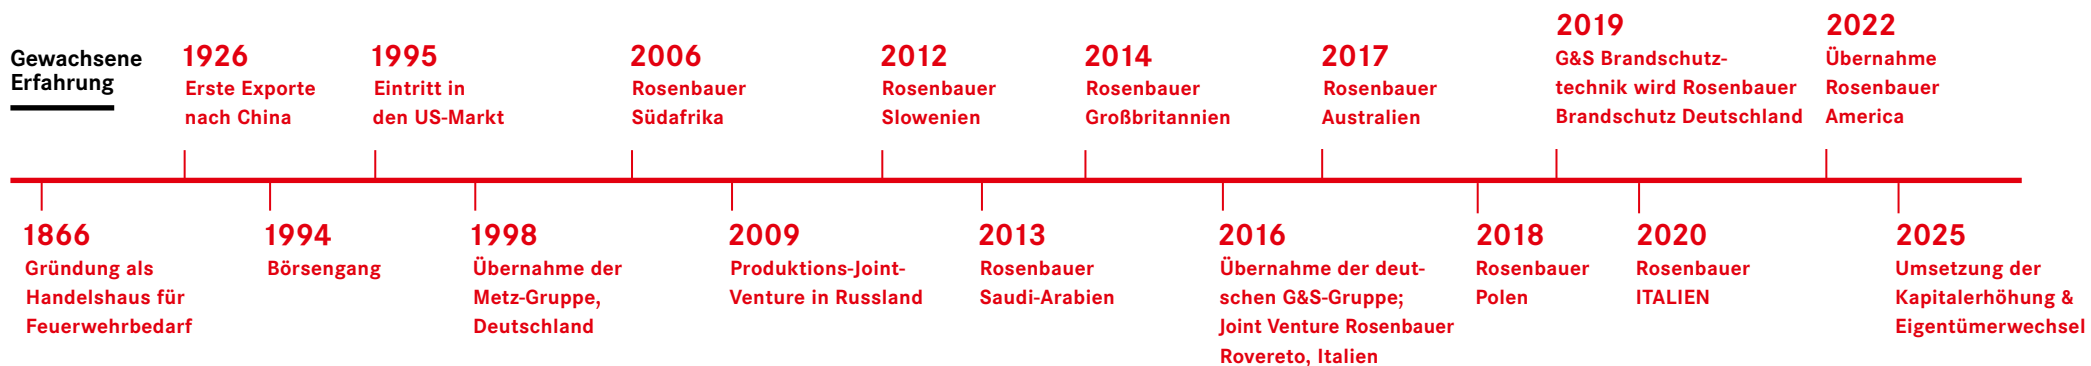 Gewachsene
Erfahrung
1926
Erste Exporte
nach China
1995
Eintritt in
den US-Markt
2006
Rosenbauer
Südafrika
2012
Rosenbauer
Slowenien
2014
Rosenbauer
Großbritannien
2017
Rosenbauer
Australien
2019
G&S Brandschutz-
technik wird Rosenbauer
Brandschutz Deutschland
2022
Übernahme
Rosenbauer
America
1866
Gründung als
Handelshaus für
Feuerwehrbedarf
1994
Börsengang
1998
Übernahme der
Metz-Gruppe,
Deutschland
2009
Produktions-Joint-
Venture in Russland
2013
Rosenbauer
Saudi-Arabien
2016
Übernahme der deut-
schen G&S-Gruppe;
Joint Venture Rosenbauer
Rovereto, Italien
2018
Rosenbauer
Polen
2020
Rosenbauer
ITALIEN
2025
Umsetzung der
Kapitalerhöhung &
Eigentümerwechsel